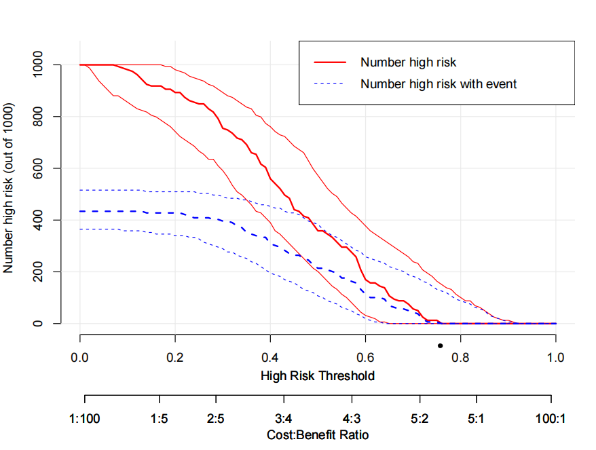 Number high risk
Number high risk with event
Number high risk (out of 1000)
1000
800
600
400
200
0
0.0 0.2 0.4 0.6 0.8 1.0
High Risk Threshold
1:100 1:5 2:5 3:4 4:3 5:2 5:1 100:1
Cost:Benefit Ratio